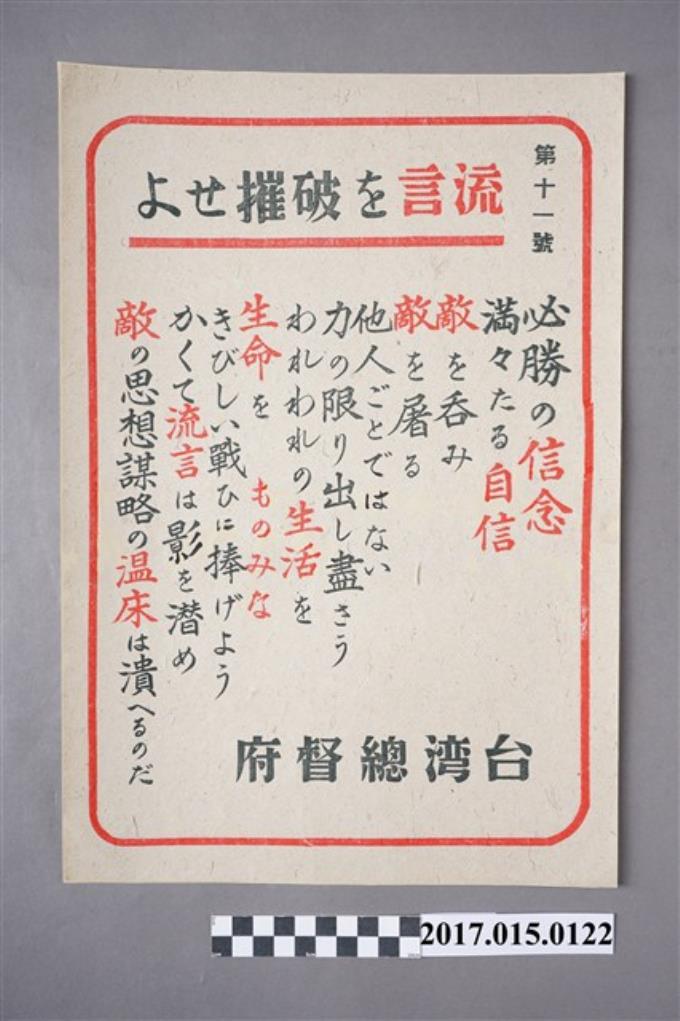 第十一號
流言を破摧せよ
必勝の信念
満々たる自信
敵を呑み
敵を屠る
他人ごとではない
力の限り出し盡さう
われわれの生活を
生命を ものみな
きびしい戰ひに捧げよう
かくて流言は影を潜め
敵の思想謀略の温床は潰へるのだ
台湾總督府
2017.015.0122